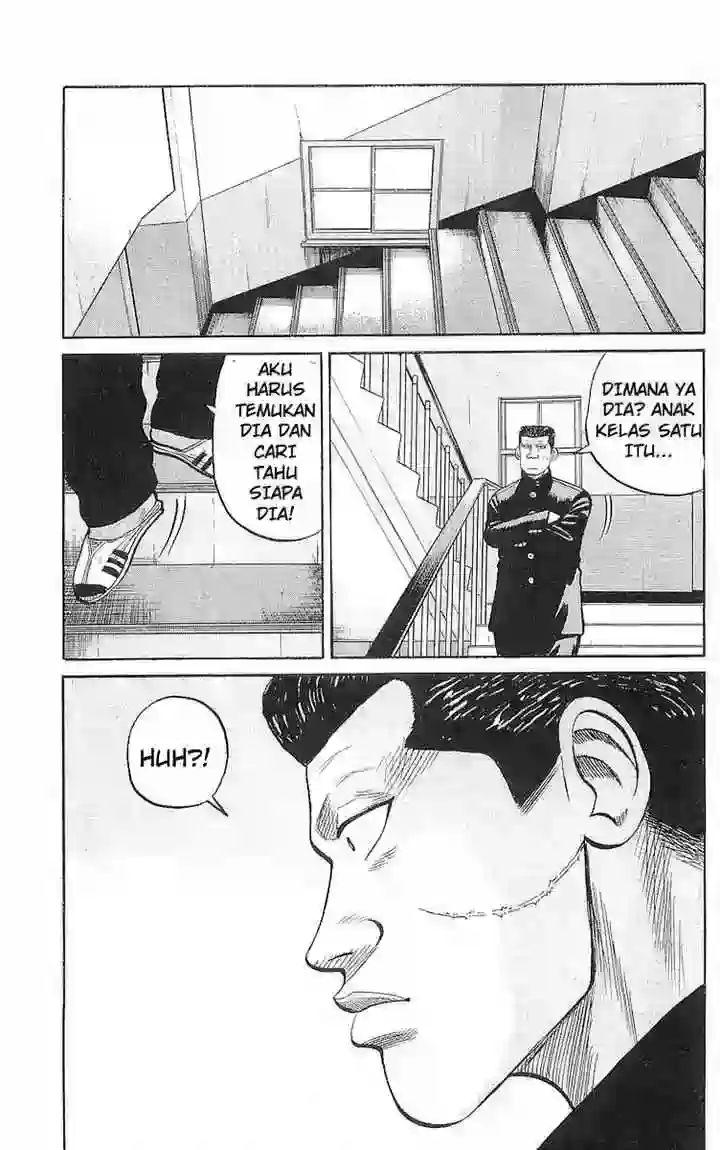 DIMANA YA
DIA? ANAK
KELAS SATU
ITU...
AKU
HARUS
TEMUKAN
DIA DAN
CARI
TAHU
SIAPA
DIA!
HUH?!